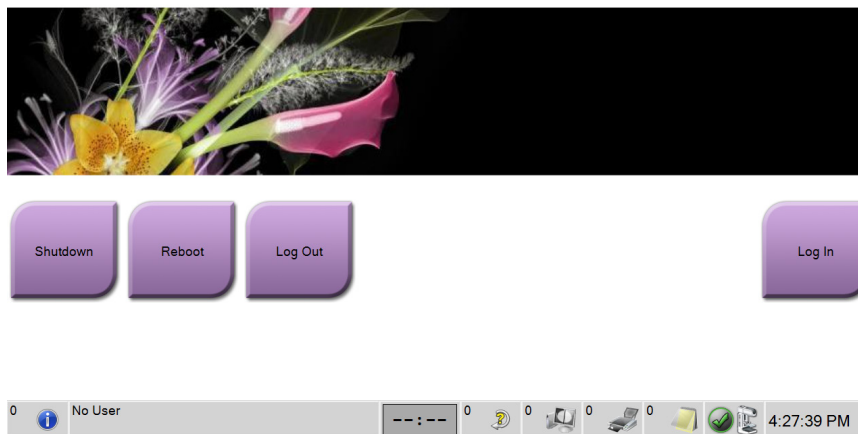 Shutdown
Reboot
Log Out
Log In
0
No User
--:--
0
0
0
0
4:27:39 PM